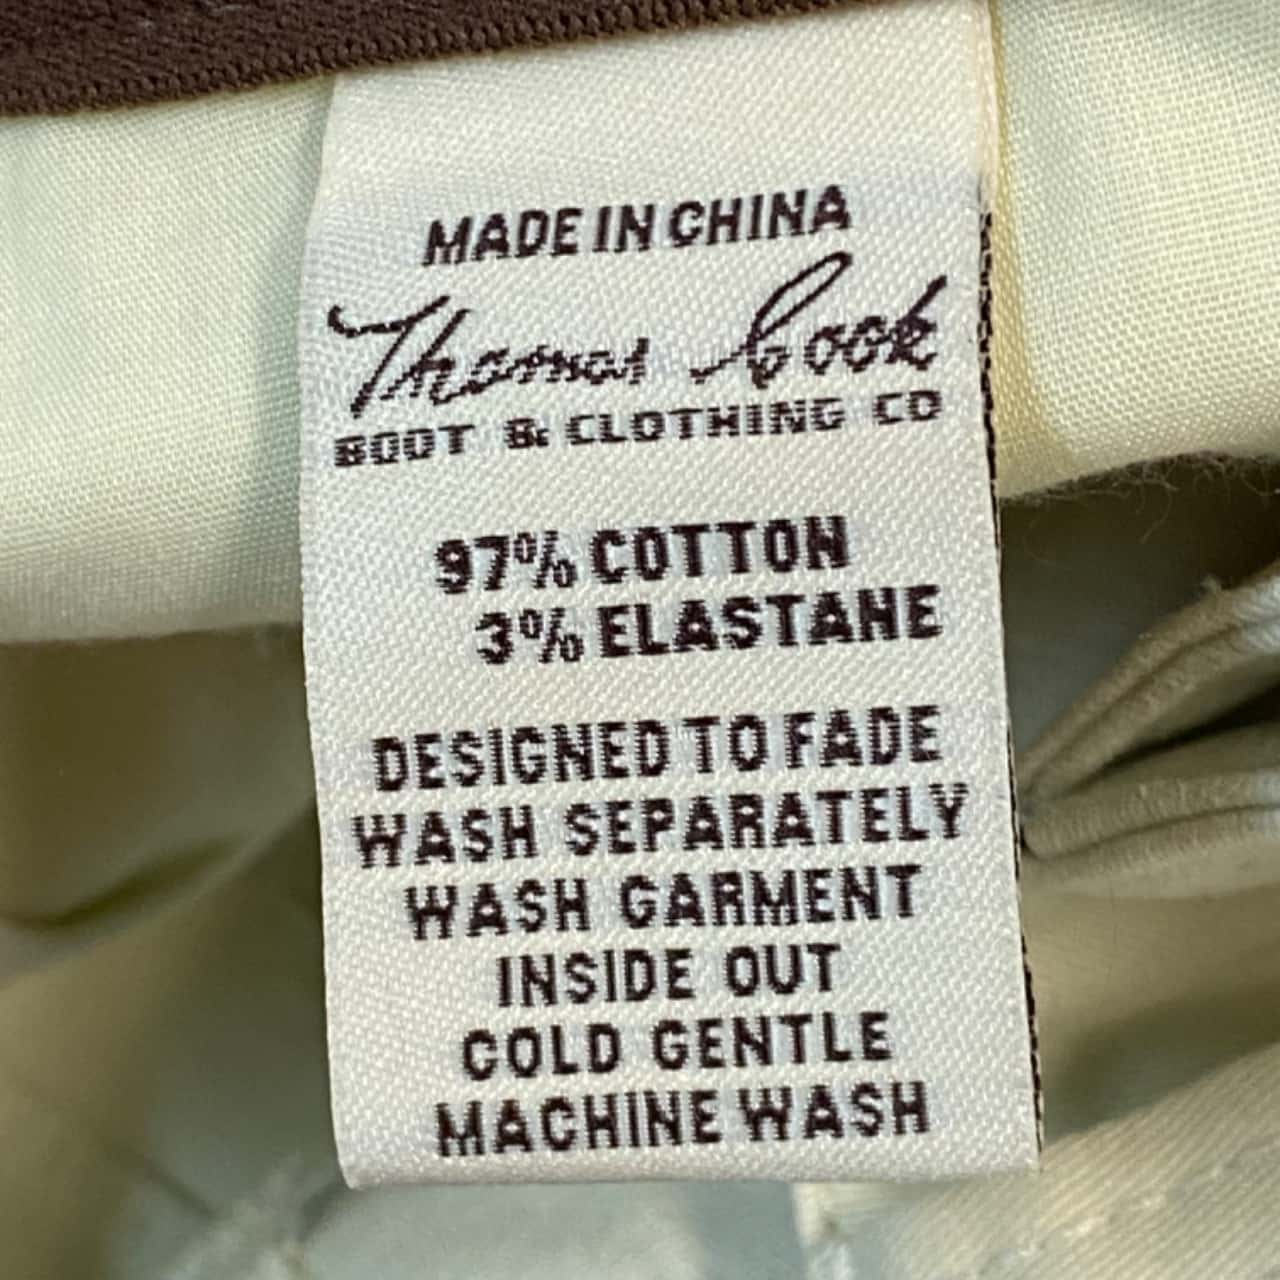 MADE IN CHINA
Thomas Cook
BOOT & CLOTHING CO
97% COTTON
3% ELASTANE
DESIGNED TO FADE
WASH SEPARATELY
WASH GARMENT
INSIDE OUT
COLD GENTLE
MACHINE WASH